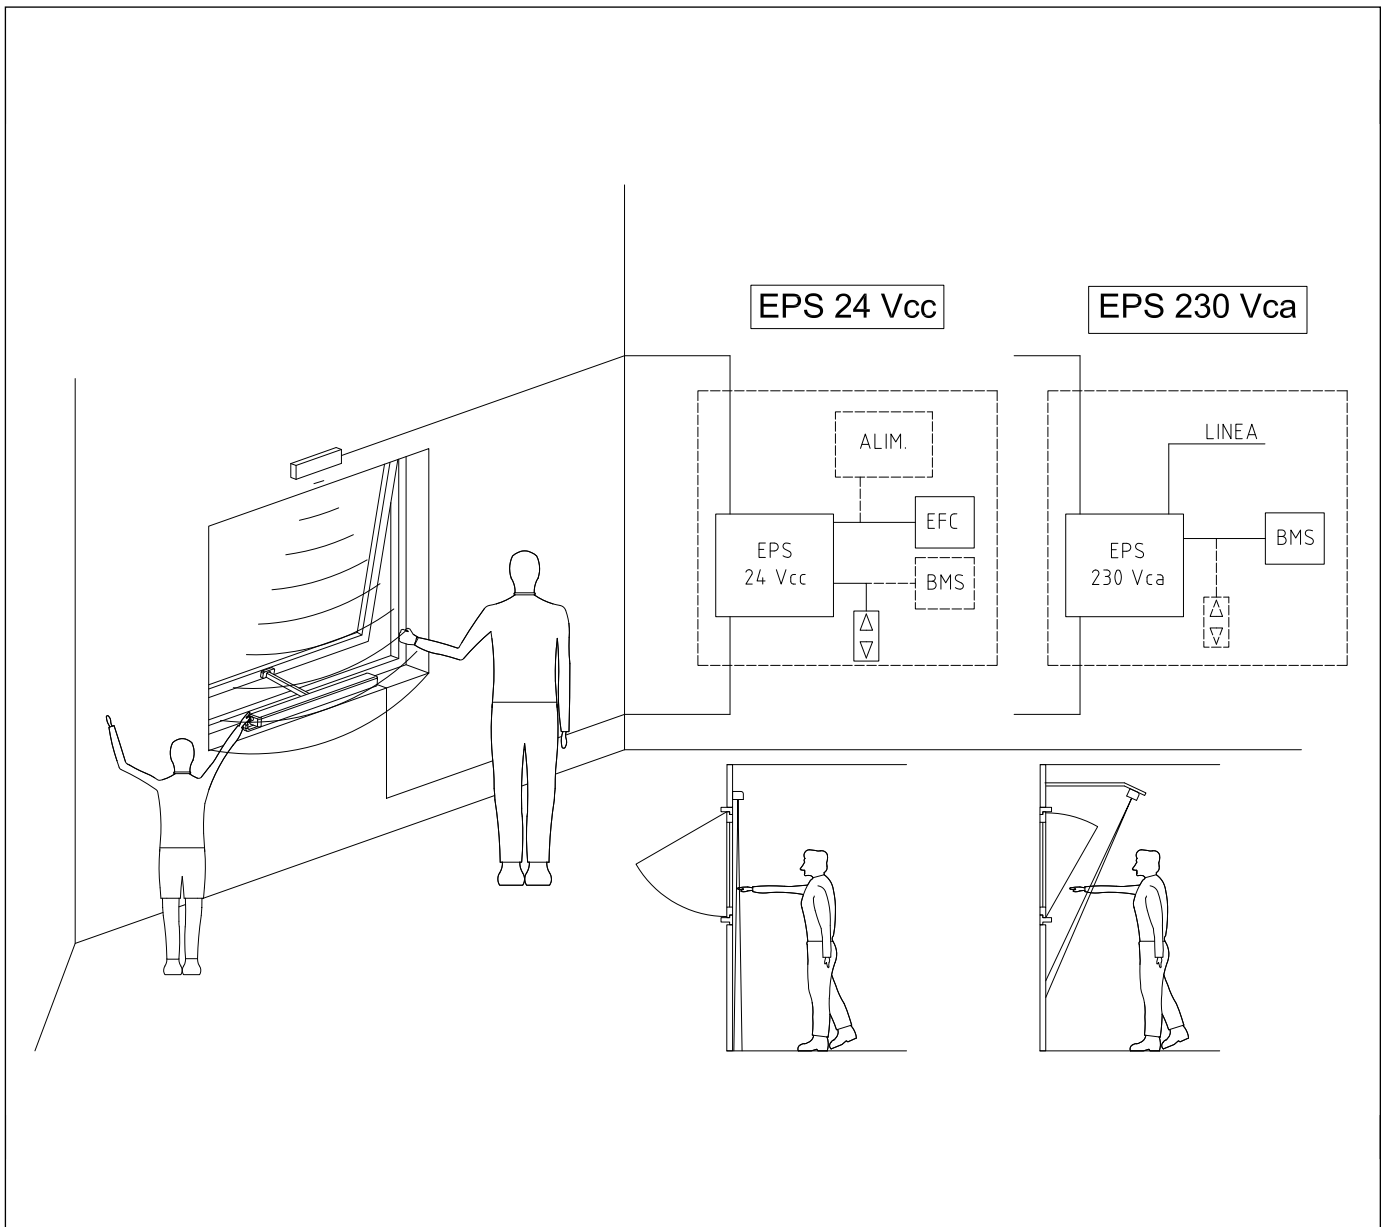 EPS 24 Vcc
EPS 230 Vca
ALIM.
EFC
EPS
24 Vcc
BMS
LINEA
BMS
EPS
230 Vca